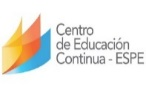 Centro
de Educación
Continua - ESPE